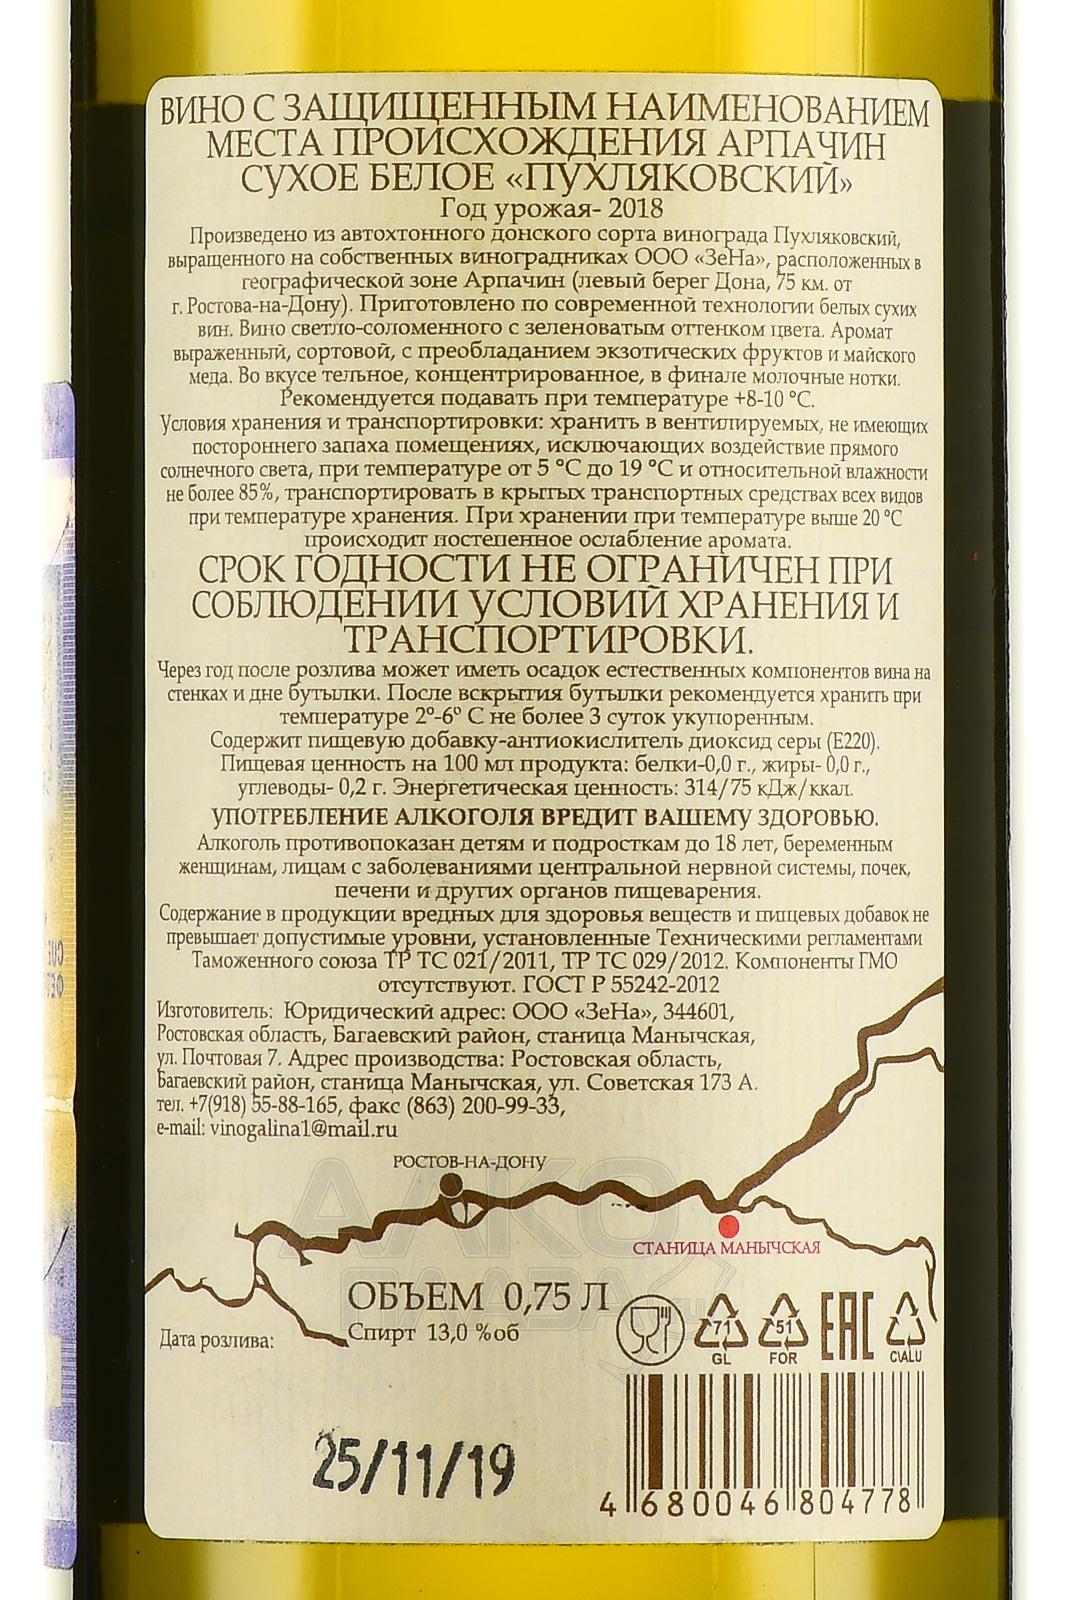 ВИНО С ЗАЩИЩЕННЫМ НАИМЕНОВАНИЕМ
МЕСТА ПРОИСХОЖДЕНИЯ АРПАЧИН
СУХОЕ БЕЛОЕ «ПУХЛЯКОВСКИЙ»
Год урожая- 2018
Произведено из автохтонного донского сорта винограда Пухляковский,
выращенного на собственных виноградниках ООО «ЗеНа», расположенных в
географической зоне Арпачин (левый берег Дона, 75 км. от
г. Ростова-на-Дону). Приготовлено по современной технологии белых сухих
вин. Вино светло-соломенного с зеленоватым оттенком цвета. Аромат
выраженный, сортовой, с преобладанием экзотических фруктов и майского
меда. Во вкусе тельное, концентрированное, в финале молочные нотки.
Рекомендуется подавать при температуре +8-10 °С.
Условия хранения и транспортировки: хранить в вентилируемых, не имеющих
постороннего запаха помещениях, исключающих воздействие прямого
солнечного света, при температуре от 5 °С до 19 °С и относительной влажности
не более 85%, транспортировать в крытых транспортных средствах всех видов
при температуре хранения. При хранении при температуре выше 20 °С
происходит постепенное ослабление аромата.
СРОК ГОДНОСТИ НЕ ОГРАНИЧЕН ПРИ
СОБЛЮДЕНИИ УСЛОВИЙ ХРАНЕНИЯ И
ТРАНСПОРТИРОВКИ.
Через год после розлива может иметь осадок естественных компонентов вина на
стенках и дне бутылки. После вскрытия бутылки рекомендуется хранить при
температуре 2°-6° С не более 3 суток укупоренным.
Содержит пищевую добавку-антиокислитель диоксид серы (Е220).
Пищевая ценность на 100 мл продукта: белки-0,0 г., жиры- 0,0 г.,
углеводы- 0,2 г. Энергетическая ценность: 314/75 кДж/ккал.
УПОТРЕБЛЕНИЕ АЛКОГОЛЯ ВРЕДИТ ВАШЕМУ ЗДОРОВЬЮ.
Алкоголь противопоказан детям и подросткам до 18 лет, беременным
женщинам, лицам с заболеваниями центральной нервной системы, почек,
печени и других органов пищеварения.
Содержание в продукции вредных для здоровья веществ и пищевых добавок не
превышает допустимые уровни, установленные Техническими регламентами
Таможенного союза ТР ТС 021/2011, ТР ТС 029/2012. Компоненты ГМО
отсутствуют. ГОСТ Р 55242-2012
Изготовитель: Юридический адрес: ООО «ЗеНа», 344601,
Ростовская область, Багаевский район, станица Манычская,
ул. Почтовая 7. Адрес производства: Ростовская область,
Багаевский район, станица Манычская, ул. Советская 173 А.
тел. +7(918) 55-88-165, факс (863) 200-99-33,
e-mail: vinogalina1@mail.ru
РОСТОВ-НА-ДОНУ
СТАНИЦА МАНЫЧСКАЯ
АЛКО
ГЛАВА.ru
ОБЪЕМ 0,75 Л
Спирт 13,0 %об
Дата розлива:
71
GL
51
FOR
EAC
C\ALU
25/11/19
4 680046 804778